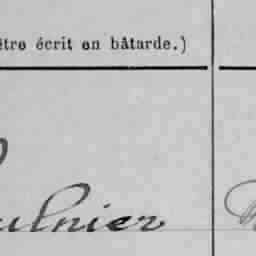 être écrit en bâtarde.)
ulnier